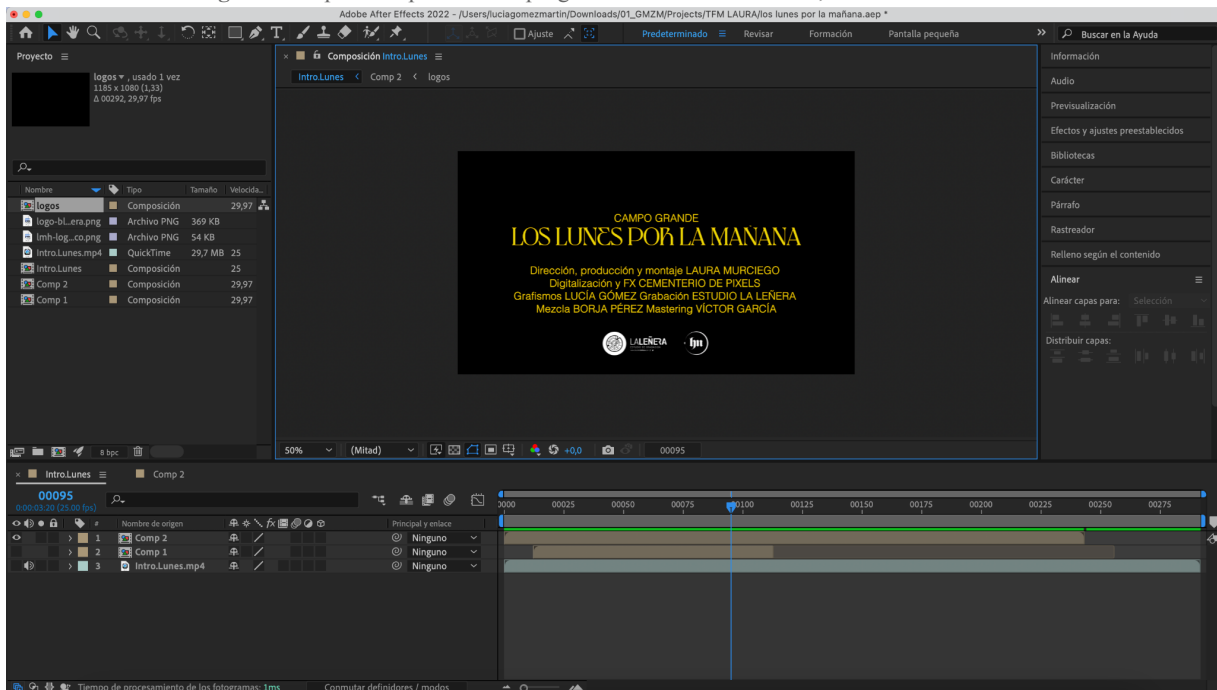 Adobe After Effects 2022 - /Users/luciagomezmartin/Downloads/01_GMZM/Projects/TFM LAURA/los lunes por la mañana.aep *
Ajuste
Predeterminado
Revisar
Formación
Pantalla pequeña
Buscar en la Ayuda
Proyecto
Composición Intro.Lunes
Intro.Lunes
Comp 2
logos
logos , usado 1 vez
1185 x 1080 (1,33)
Δ 00292, 29,97 fps
Nombre Tipo Tamaño Velocida...
logos Composición 29,97
logo-bl...era.png Archivo PNG 369 KB
lmh-log...co.png Archivo PNG 54 KB
Intro.Lunes.mp4 QuickTime 29,7 MB 25
Intro.Lunes Composición 25
Comp 2 Composición 29,97
Comp 1 Composición 29,97
8 bpc
CAMPO GRANDE
LOS LUNES POR LA MAÑANA
Dirección, producción y montaje LAURA MURCIEGO
Digitalización y FX CEMENTERIO DE PIXELS
Grafismos LUCÍA GÓMEZ Grabación ESTUDIO LA LEÑERA
Mezcla BORJA PÉREZ Mastering VÍCTOR GARCÍA
LALEÑERA
50% (Mitad) +0,0 00095
Información
Audio
Previsualización
Efectos y ajustes preestablecidos
Bibliotecas
Carácter
Párrafo
Rastreador
Relleno según el contenido
Alinear
Alinear capas para: Selección
Distribuir capas:
Intro.Lunes
Comp 2
00095
0:00:03:20 (25.00 fps)
0000 00025 00050 00075 00100 00125 00150 00175 00200 00225 00250 00275
# Nombre de origen fx Principal y enlace
1 Comp 2 Ninguno
2 Comp 1 Ninguno
3 Intro.Lunes.mp4 Ninguno
Tiempo de procesamiento de los fotogramas: 1ms
Conmutar definidores / modos